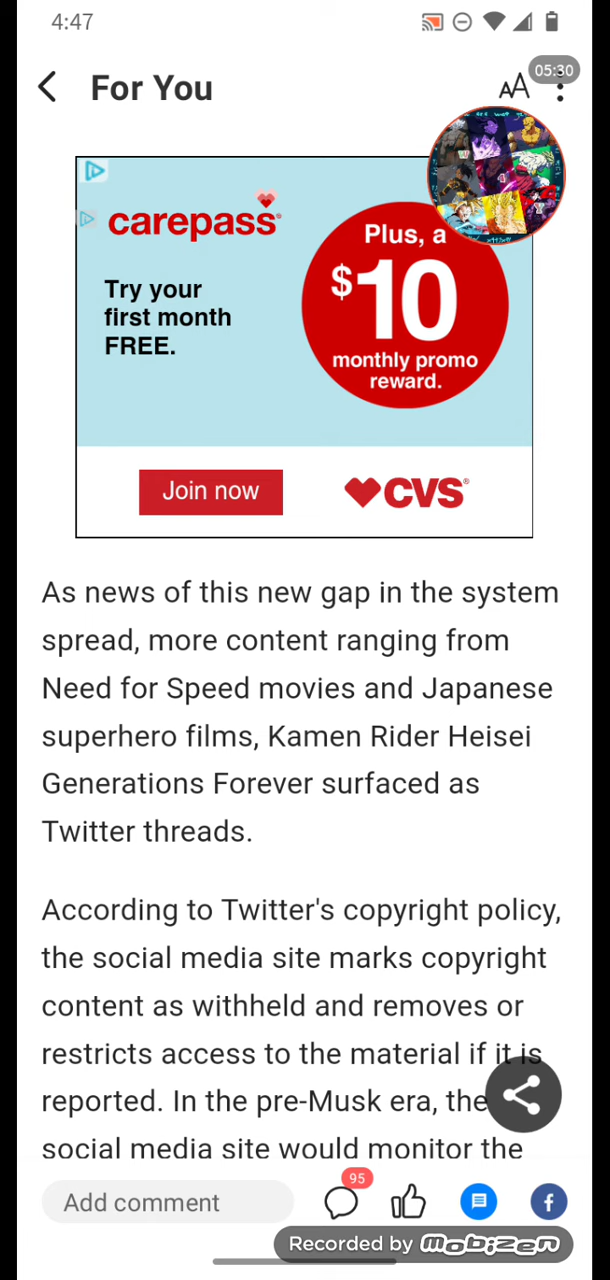 4:47
For You
AA
05:30
carepass®
Plus, a
$10
monthly promo
reward.
Try your
first month
FREE.
Join now
CVS®
As news of this new gap in the system
spread, more content ranging from
Need for Speed movies and Japanese
superhero films, Kamen Rider Heisei
Generations Forever surfaced as
Twitter threads.
According to Twitter's copyright policy,
the social media site marks copyright
content as withheld and removes or
restricts access to the material if it is
reported. In the pre-Musk era, the
social media site would monitor the
95
Add comment
f
Recorded by mobizen